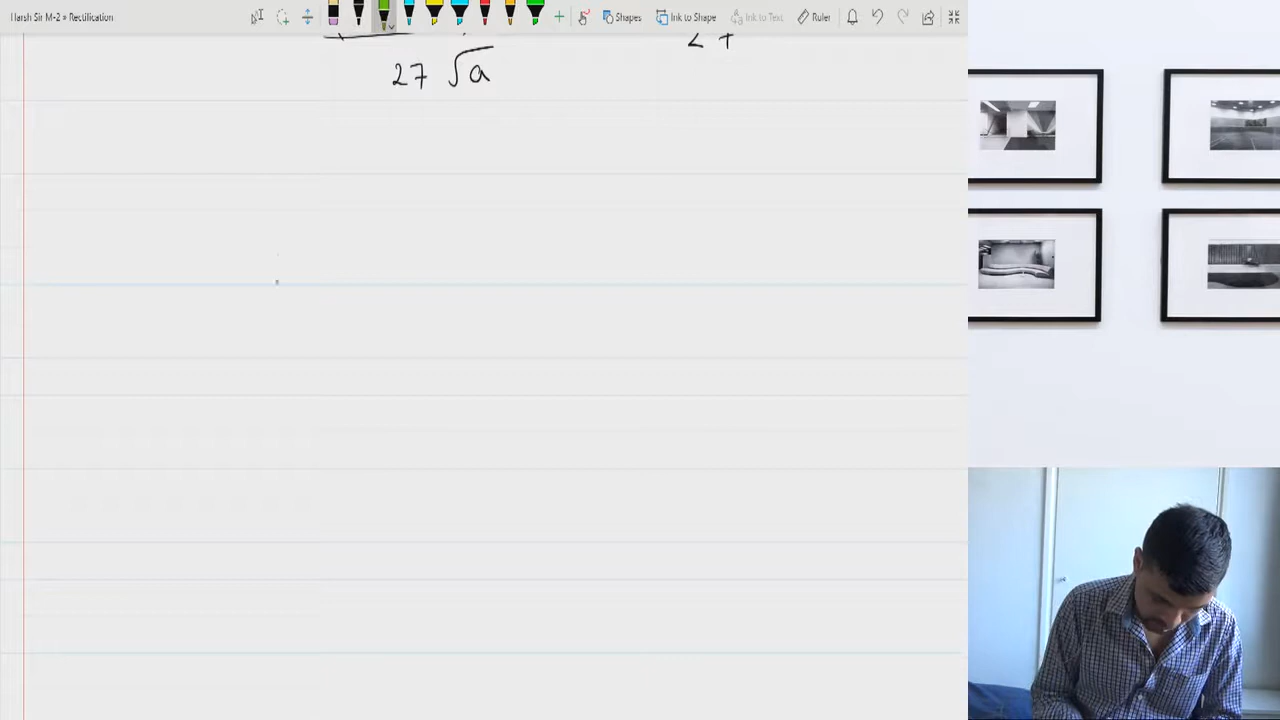 Harsh Sir M-2 » Rectification
Shapes
Ink to Shape
Ink to Text
Ruler
27 √a